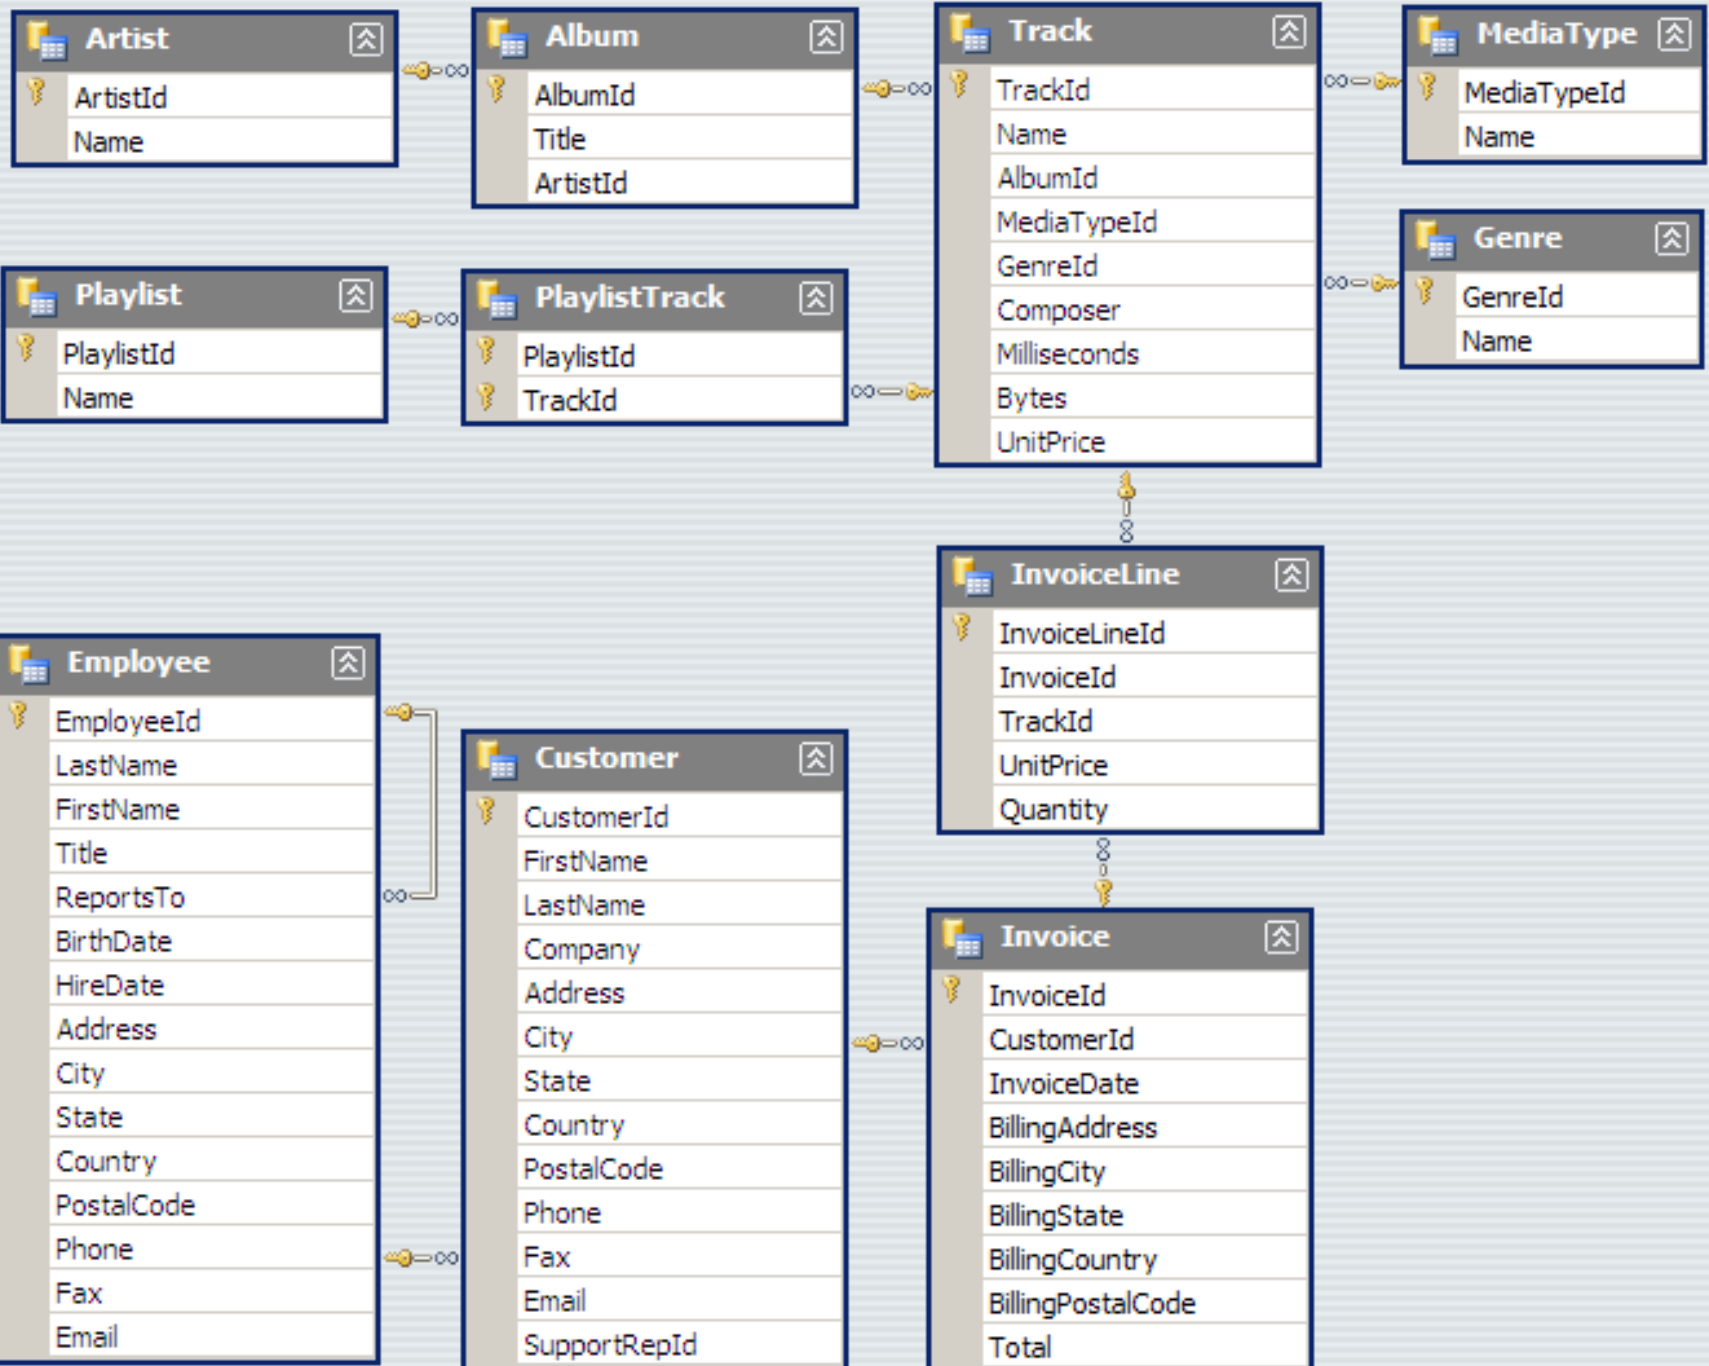 Artist
ArtistId
Name
Album
AlbumId
Title
ArtistId
Track
TrackId
Name
AlbumId
MediaTypeId
GenreId
Composer
Milliseconds
Bytes
UnitPrice
MediaType
MediaTypeId
Name
Genre
GenreId
Name
Playlist
PlaylistId
Name
PlaylistTrack
PlaylistId
TrackId
InvoiceLine
InvoiceLineId
InvoiceId
TrackId
UnitPrice
Quantity
Employee
EmployeeId
LastName
FirstName
Title
ReportsTo
BirthDate
HireDate
Address
City
State
Country
PostalCode
Phone
Fax
Email
Customer
CustomerId
FirstName
LastName
Company
Address
City
State
Country
PostalCode
Phone
Fax
Email
SupportRepId
Invoice
InvoiceId
CustomerId
InvoiceDate
BillingAddress
BillingCity
BillingState
BillingCountry
BillingPostalCode
Total